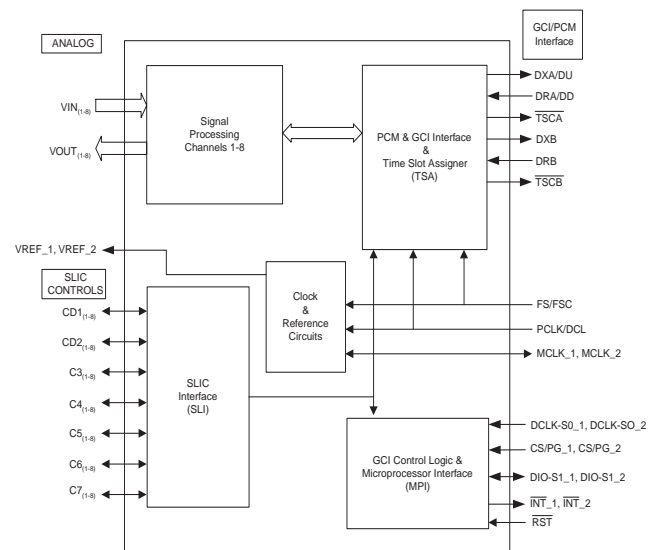 ANALOG
GCI/PCM
Interface
VIN(1-8)
VOUT(1-8)
Signal
Processing
Channels 1-8
PCM & GCI Interface
&
Time Slot Assigner
(TSA)
DXA/DU
DRA/DD
TSCA
DXB
DRB
TSCB
VREF_1, VREF_2
SLIC
CONTROLS
CD1(1-8)
CD2(1-8)
C3(1-8)
C4(1-8)
C5(1-8)
C6(1-8)
C7(1-8)
SLIC
Interface
(SLI)
Clock
&
Reference
Circuits
FS/FSC
PCLK/DCL
MCLK_1, MCLK_2
GCI Control Logic &
Microprocessor Interface
(MPI)
DCLK-S0_1, DCLK-SO_2
CS/PG_1, CS/PG_2
DIO-S1_1, DIO-S1_2
INT_1, INT_2
RST